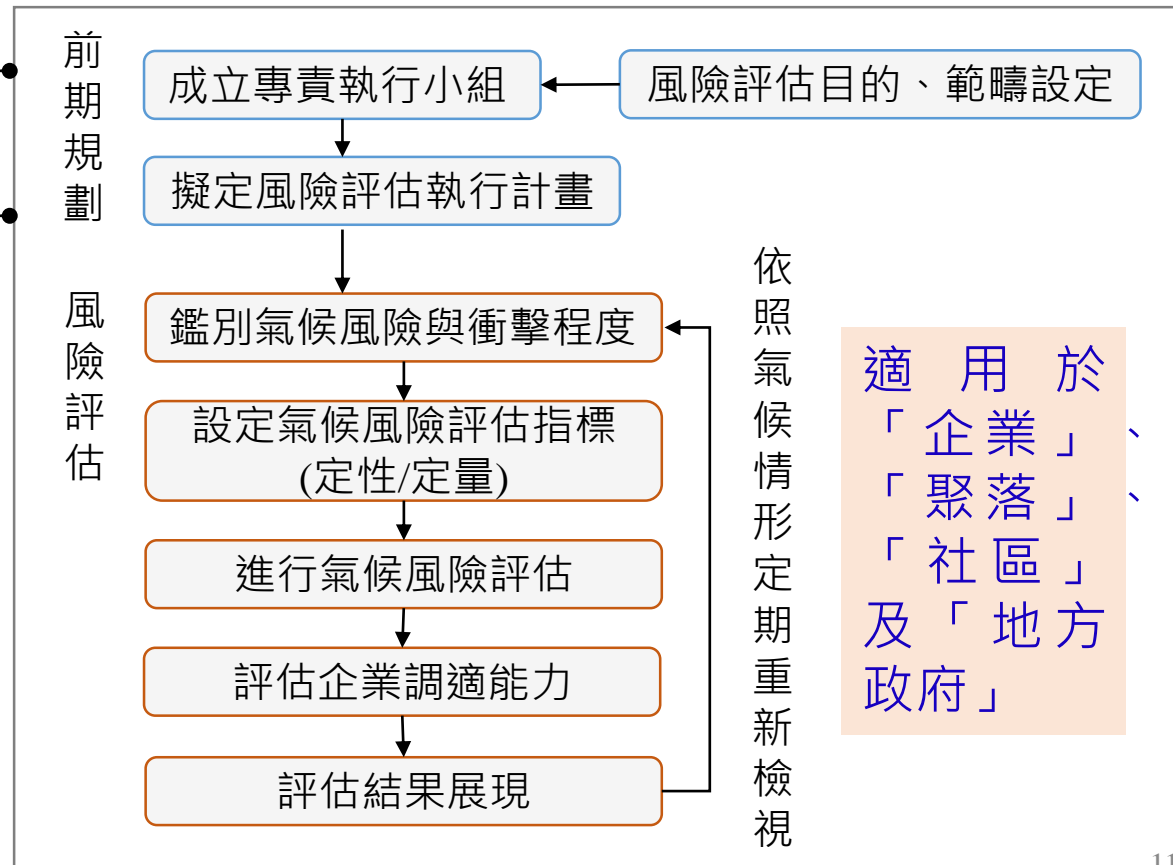 前期規劃
成立專責執行小組
風險評估目的、範疇設定
擬定風險評估執行計畫
風險評估
鑑別氣候風險與衝擊程度
設定氣候風險評估指標
(定性/定量)
進行氣候風險評估
評估企業調適能力
評估結果展現
依照氣候情形定期重新檢視
適用於
「企業」、
「聚落」、
「社區」
及「地方
政府」
11